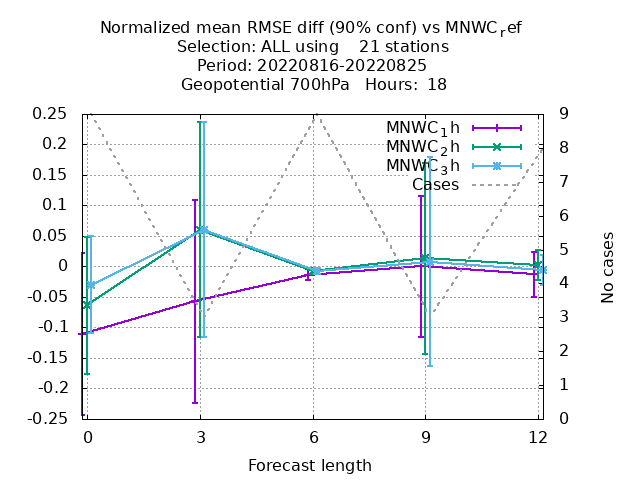 Normalized mean RMSE diff (90% conf) vs MNWC_ref
Selection: ALL using    21 stations
Period: 20220816-20220825
Geopotential 700hPa   Hours:  18
MNWC_1h
MNWC_2h
MNWC_3h
Cases
0.25
0.2
0.15
0.1
0.05
0
-0.05
-0.1
-0.15
-0.2
-0.25
9
8
7
6
5
4
3
2
1
0
No cases
0 3 6 9 12
Forecast length